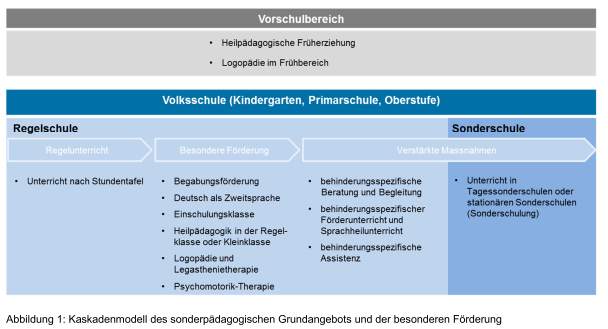 Vorschulbereich
• Heilpädagogische Früherziehung
• Logopädie im Frühbereich
Volksschule (Kindergarten, Primarschule, Oberstufe)
Regelschule
Sonderschule
Regelunterricht
Besondere Förderung
Verstärkte Massnahmen
• Unterricht nach Stundentafel
• Begabungsförderung
• Deutsch als Zweitsprache
• Einschulungsklasse
• Heilpädagogik in der Regel-
klasse oder Kleinklasse
• Logopädie und
Legasthenietherapie
• Psychomotorik-Therapie
• behinderungsspezifische
Beratung und Begleitung
• behinderungsspezifischer
Förderunterricht und
Sprachheilunterricht
• behinderungsspezifische
Assistenz
• Unterricht in
Tagessonderschulen oder
stationären Sonderschulen
(Sonderschulung)
Abbildung 1: Kaskadenmodell des sonderpädagogischen Grundangebots und der besonderen Förderung